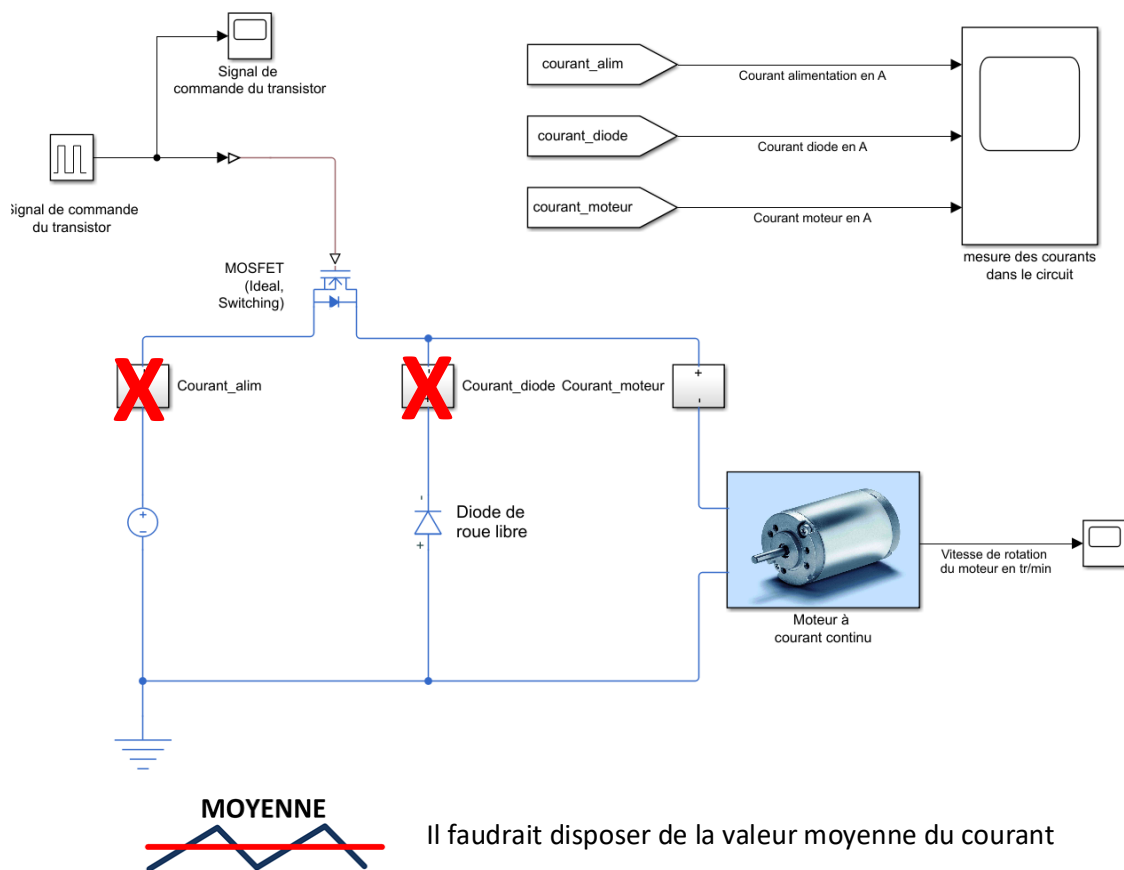 Signal de
commande du transistor
courant_alim
Courant alimentation en A
courant_diode
Courant diode en A
courant_moteur
Courant moteur en A
mesure des courants
dans le circuit
ignal de commande
du transistor
MOSFET
(Ideal,
Switching)
X
Courant_alim
X
Courant_diode
Courant_moteur
+
-
+
-
-
Diode de
roue libre
+
Vitesse de rotation
du moteur en tr/min
Moteur à
courant continu
MOYENNE
Il faudrait disposer de la valeur moyenne du courant